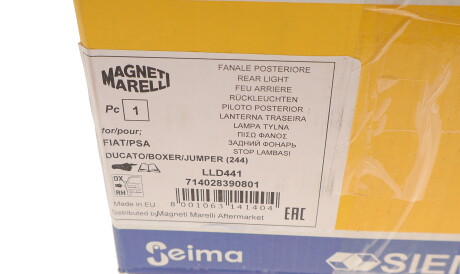 MAGNETI
MARELLI
Pc 1
for/pour;
FIAT/PSA
DUCATO/BOXER/JUMPER (244)
FANALE POSTERIORE
REAR LIGHT
FEU ARRIERE
RÜCKLEUCHTEN
PILOTO POSTERIOR
LANTERNA TRASEIRA
LAMPA TYLNA
ΠΙΣΩ ΦΑΝΟΣ
ЗАДНИЙ ФОНАРЬ
STOP LAMBASI
DX
RH
LLD441
714028390801
8 001063 141404
Made in EU
Distributed by Magneti Marelli Aftermarket
EAC
Seima
SIEM